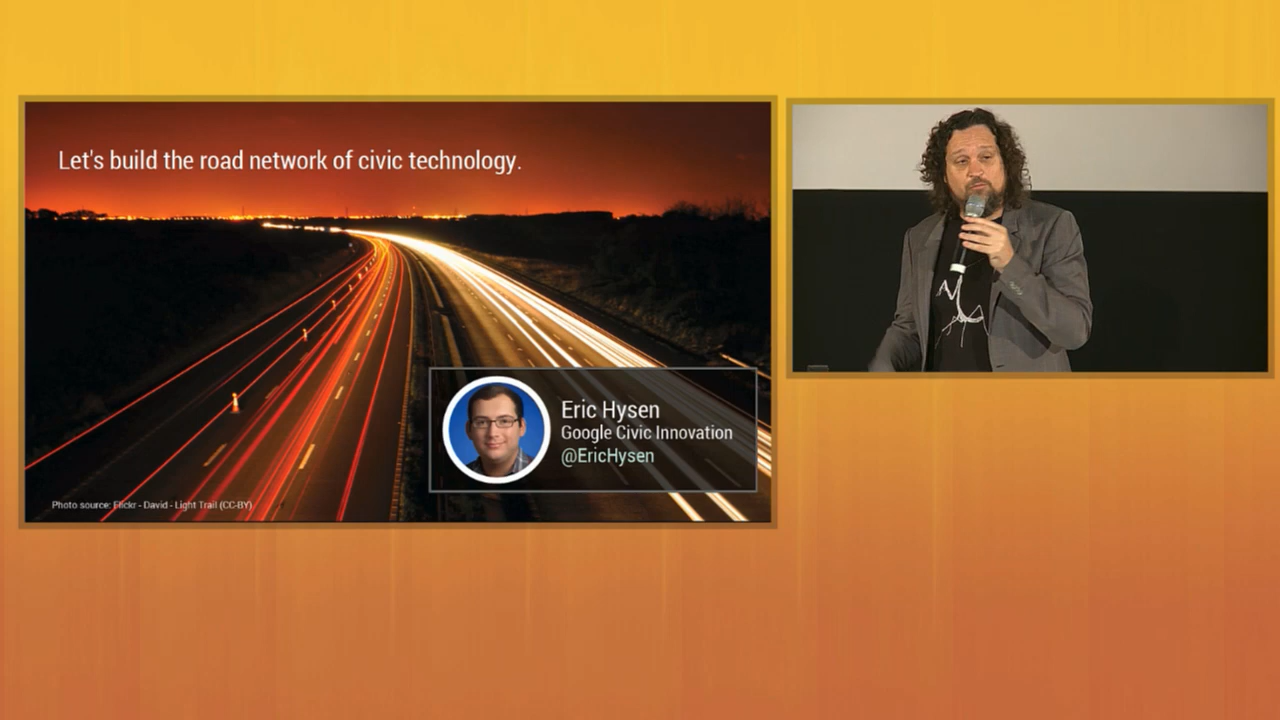 Let's build the road network of civic technology.
Eric Hysen
Google Civic Innovation
@EricHysen
Photo source: Flickr - David - Light Trail (CC-BY)